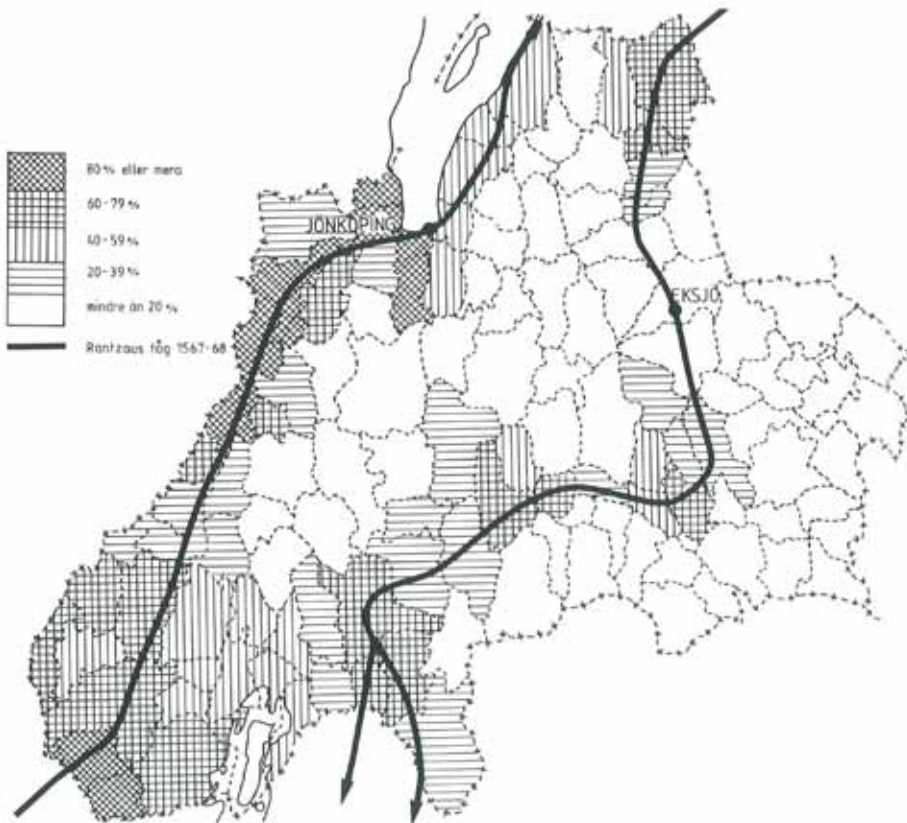 80 % eller mera
60-79 %
40-59 %
20-39 %
mindre än 20 %
Rantzaus tåg 1567-68
JÖNKÖPING
EKSJÖ